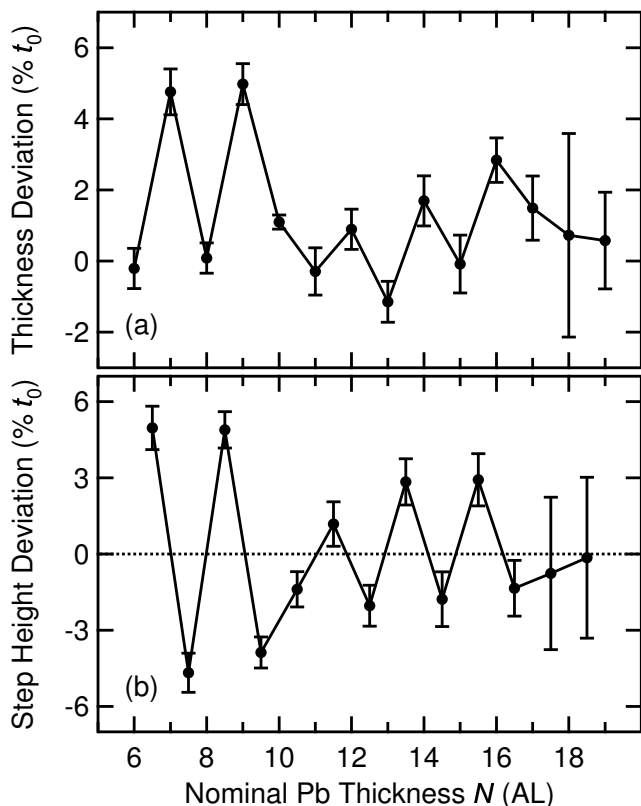 Thickness Deviation (% t₀)
6
4
2
0
-2
(a)
Step Height Deviation (% t₀)
6
3
0
-3
-6
(b)
6 8 10 12 14 16 18
Nominal Pb Thickness N (AL)